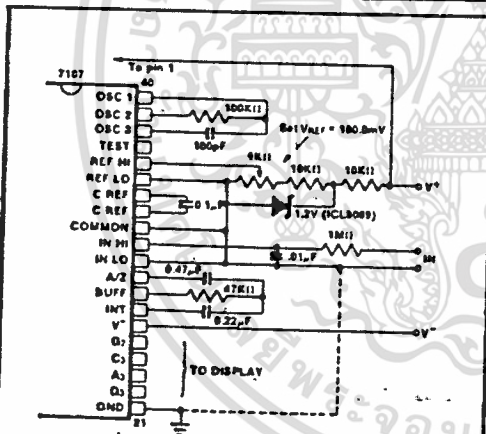 To pin 1
7107
40
OSC 1
OSC 2
OSC 3
TEST
REF HI
REF LO
C REF
C REF
COMMON
IN HI
IN LO
A/Z
BUFF
INT
V-
G2
C3
A3
G3
GND
21
100KΩ
100pF
Set VREF = 100.0mV
1KΩ
10KΩ
10KΩ
V+
1.2V (ICL8069)
0.1μF
1MΩ
.01μF
IN
0.47μF
47KΩ
0.22μF
V-
TO DISPLAY